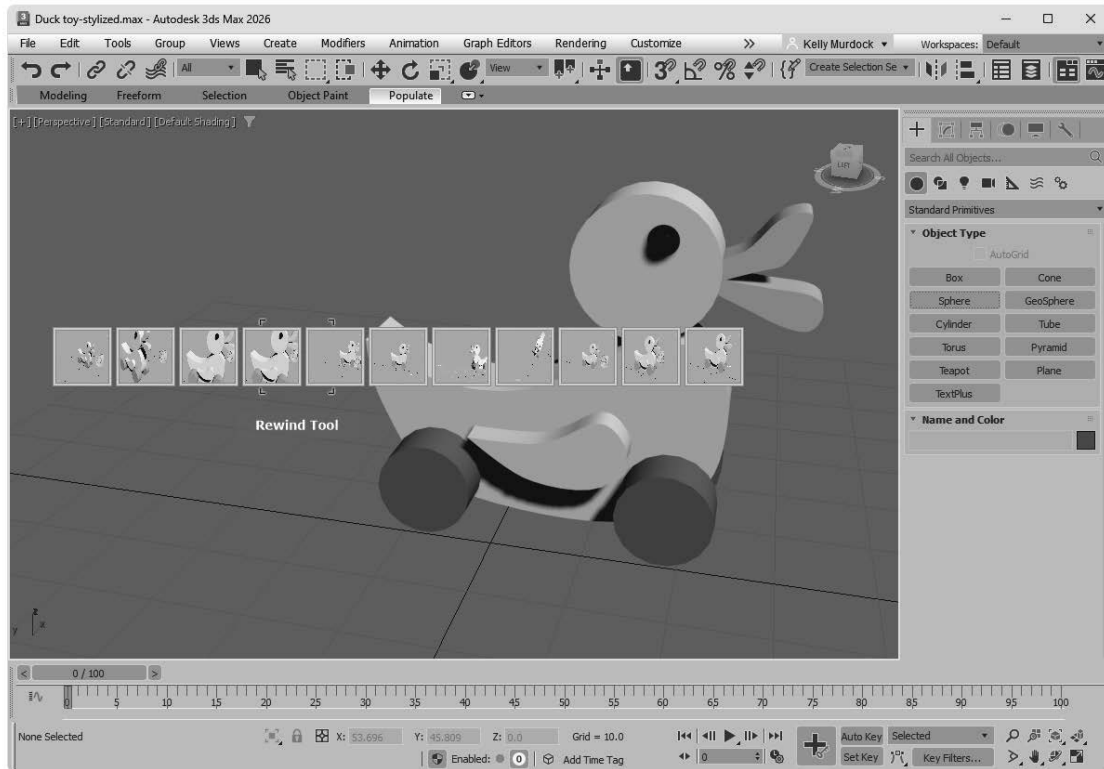 Duck toy-stylized.max - Autodesk 3ds Max 2026
File Edit Tools Group Views Create Modifiers Animation Graph Editors Rendering Customize Kelly Murdock Workspaces: Default
All View Create Selection Se
Modeling Freeform Selection Object Paint Populate
[+] [Perspective] [Standard] [Default Shading]
Search All Objects...
Standard Primitives
Object Type
AutoGrid
Box Cone
Sphere GeoSphere
Cylinder Tube
Torus Pyramid
Teapot Plane
TextPlus
Name and Color
Rewind Tool
z
y x
0 / 100
0 5 10 15 20 25 30 35 40 45 50 55 60 65 70 75 80 85 90 95 100
None Selected X: 53.696 Y: 45.809 Z: 0.0 Grid = 10.0 Auto Key Selected
Enabled: 0 Add Time Tag 0 Set Key Key Filters...